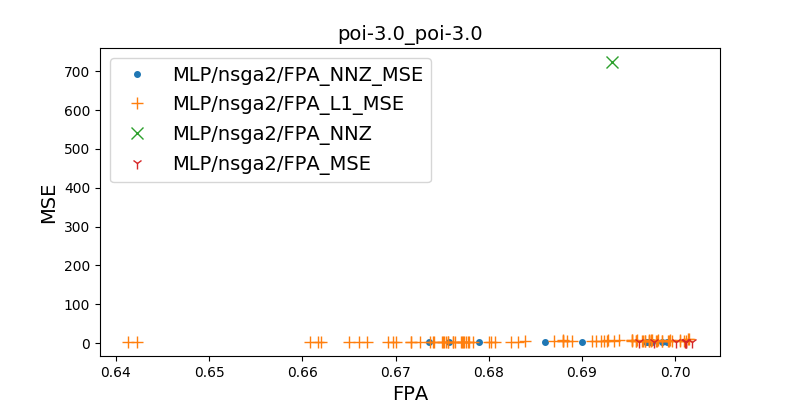 poi-3.0_poi-3.0
MLP/nsga2/FPA_NNZ_MSE
MLP/nsga2/FPA_L1_MSE
MLP/nsga2/FPA_NNZ
MLP/nsga2/FPA_MSE
MSE
700
600
500
400
300
200
100
0
0.64 0.65 0.66 0.67 0.68 0.69 0.70
FPA